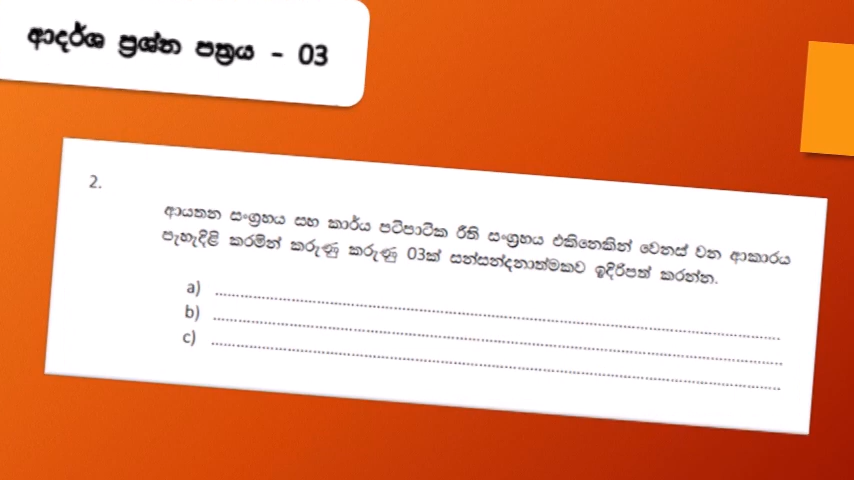 ආදර්ශ ප්‍රශ්න පත්‍රය – 03
2.
ආයතන සංග්‍රහය සහ කාර්ය පටිපාටික රීති සංග්‍රහය එකිනෙකින් වෙනස් වන ආකාරය
පැහැදිළි කරමින් කරුණු කරුණු 03ක් සන්සන්දනාත්මකව ඉදිරිපත් කරන්න.
a) ........................................................................................................
b) ........................................................................................................
c) ........................................................................................................